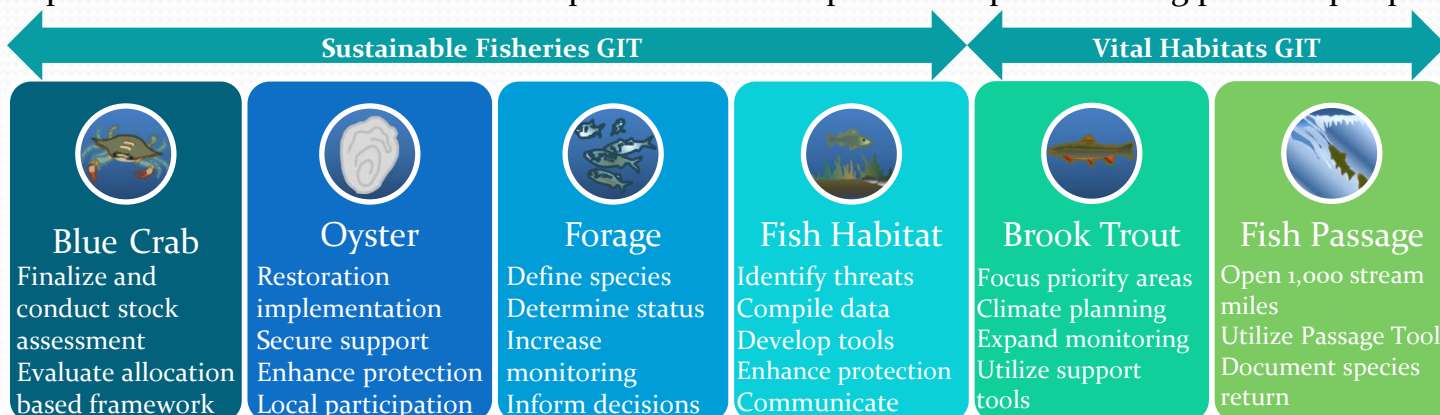 Sustainable Fisheries GIT
Vital Habitats GIT
Blue Crab
Finalize and
conduct stock
assessment
Evaluate allocation
based framework
Oyster
Restoration
implementation
Secure support
Enhance protection
Local participation
Forage
Define species
Determine status
Increase
monitoring
Inform decisions
Fish Habitat
Identify threats
Compile data
Develop tools
Enhance protection
Communicate
Brook Trout
Focus priority areas
Climate planning
Expand monitoring
Utilize support
tools
Fish Passage
Open 1,000 stream
miles
Utilize Passage Tool
Document species
return